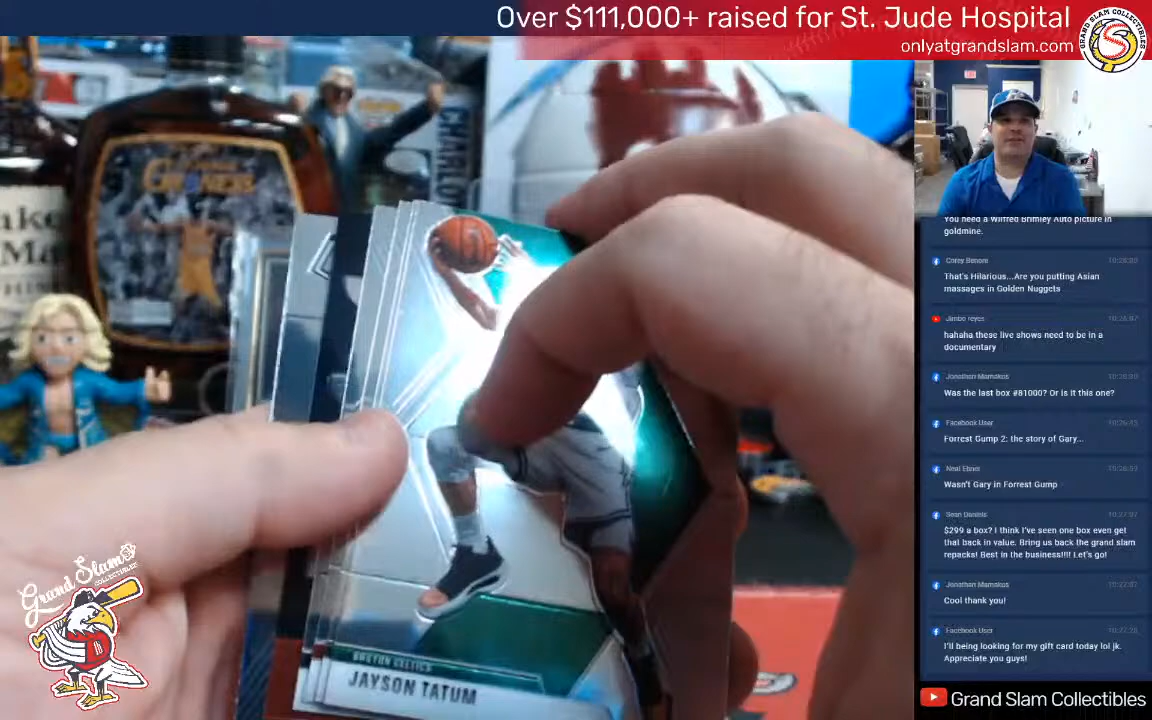 Over $111,000+ raised for St. Jude Hospital
onlyatgrandslam.com
GRAND SLAM COLLECTIBLES
CHARLO
You need a Wilfred Brimley Auto picture in
goldmine.
Corey Benore
That's Hilarious...Are you putting Asian
massages in Golden Nuggets
Jimbo reyes
hahaha these live shows need to be in a
documentary
Jonathan Mamakos
Was the last box #81000? Or is it this one?
Facebook User
Forrest Gump 2: the story of Gary...
Neal Ebner
Wasn't Gary in Forrest Gump
Sean Daniels
$299 a box? I think I've seen one box even get
that back in value. Bring us back the grand slam
repacks! Best in the business!!!! Let's go!
Jonathan Mamakos
Cool thank you!
Facebook User
I'll being looking for my gift card today lol jk.
Appreciate you guys!
Grand Slam
COLLECTIBLES
BOSTON CELTICS
JAYSON TATUM
Grand Slam Collectibles